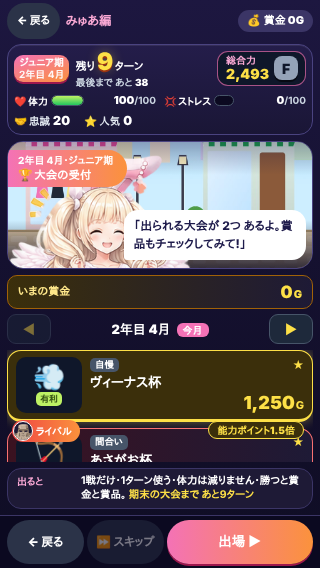 ← 戻る
みゅあ編
💰 賞金 0G
ジュニア期
2年目 4月
残り9ターン
最後まで あと 38
総合力
2,493
F
❤️ 体力
100/100
💢 ストレス
0/100
🤝 忠誠 20
⭐ 人気 0
2年目 4月・ジュニア期
🏆 大会の受付
「出られる大会が 2つ あるよ。賞
品もチェックしてみて!」
いまの賞金
0G
◀
2年目 4月
今月
▶
自慢
★
有利
ヴィーナス杯
1,250G
ライバル
能力ポイント1.5倍
間合い
★
あさがお杯
出ると
1戦だけ・1ターン使う・体力は減りません・勝つと賞
金と賞品。期末の大会まで あと9ターン
← 戻る
⏩ スキップ
出場 ▶